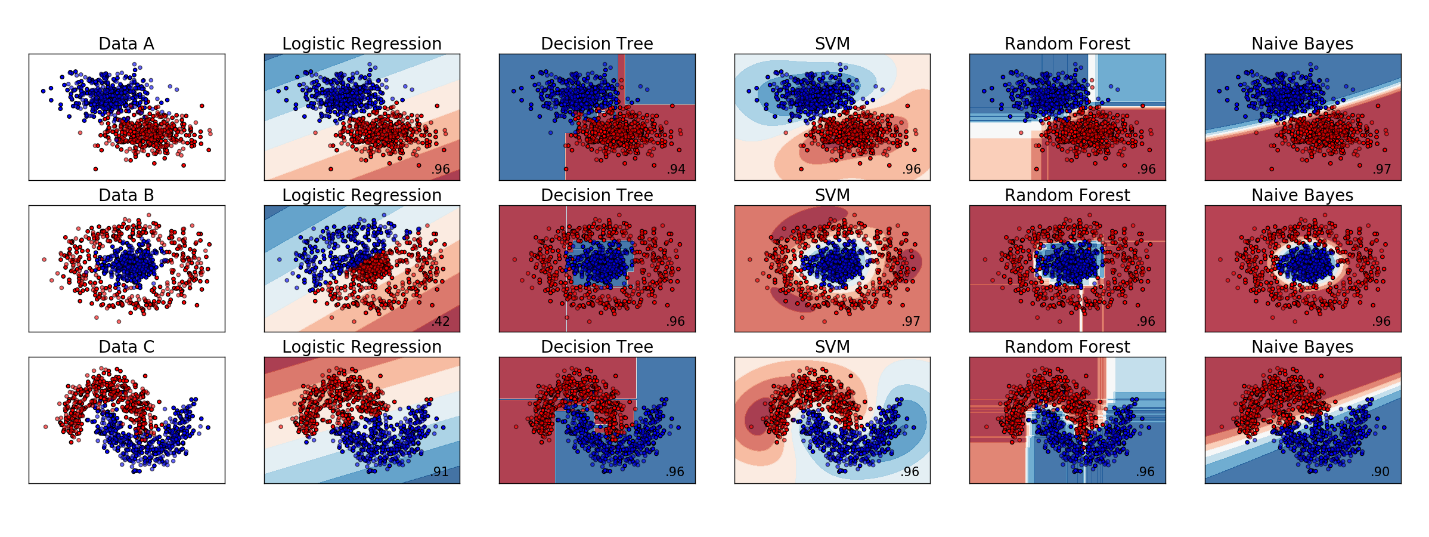 Data A Logistic Regression Decision Tree SVM Random Forest Naive Bayes
.96 .94 .96 .96 .97
Data B Logistic Regression Decision Tree SVM Random Forest Naive Bayes
.42 .96 .97 .96 .96
Data C Logistic Regression Decision Tree SVM Random Forest Naive Bayes
.91 .96 .96 .96 .90